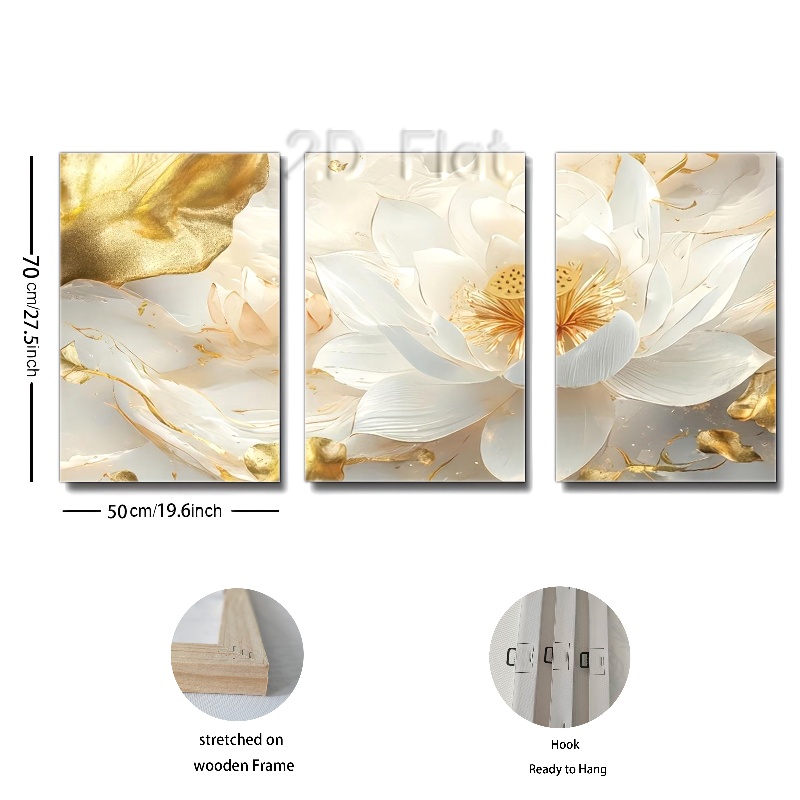 2D Flat
70 cm/27.5inch
50 cm/19.6inch
stretched on
wooden Frame
Hook
Ready to Hang